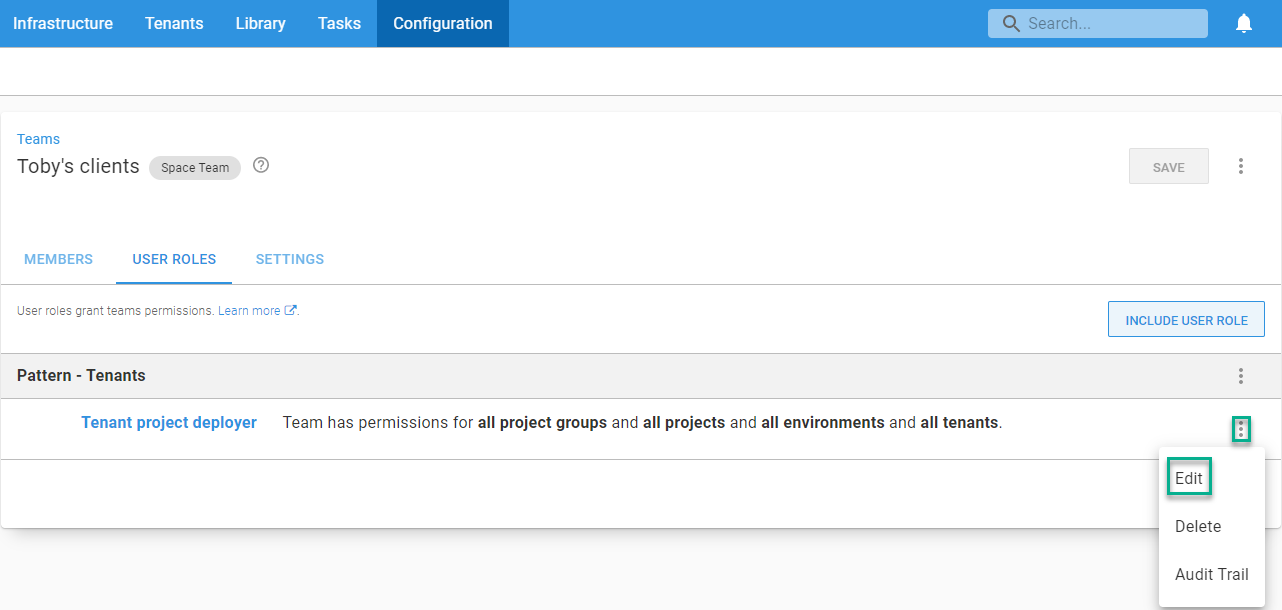 Infrastructure Tenants Library Tasks Configuration Search...
Teams
Toby's clients Space Team ?
SAVE
MEMBERS USER ROLES SETTINGS
User roles grant teams permissions. Learn more.
INCLUDE USER ROLE
Pattern - Tenants
Tenant project deployer Team has permissions for all project groups and all projects and all environments and all tenants.
Edit
Delete
Audit Trail